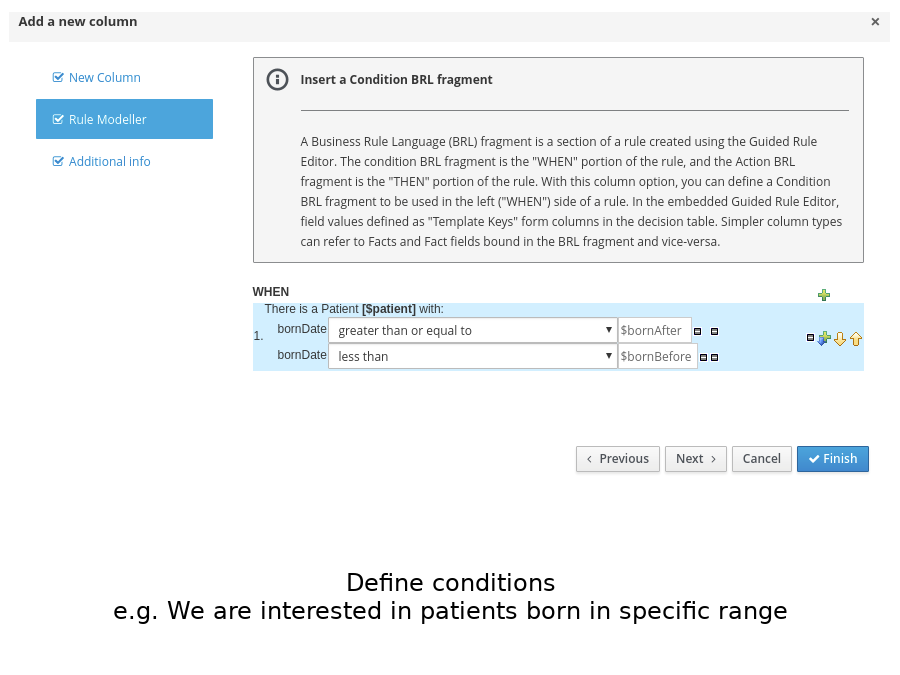 Add a new column ×
New Column
Rule Modeller
Additional info
Insert a Condition BRL fragment
A Business Rule Language (BRL) fragment is a section of a rule created using the Guided Rule
Editor. The condition BRL fragment is the "WHEN" portion of the rule, and the Action BRL
fragment is the "THEN" portion of the rule. With this column option, you can define a Condition
BRL fragment to be used in the left ("WHEN") side of a rule. In the embedded Guided Rule Editor,
field values defined as "Template Keys" form columns in the decision table. Simpler column types
can refer to Facts and Fact fields bound in the BRL fragment and vice-versa.
WHEN
There is a Patient [$patient] with:
1. bornDate greater than or equal to $bornAfter
bornDate less than $bornBefore
Previous Next Cancel Finish
Define conditions
e.g. We are interested in patients born in specific range